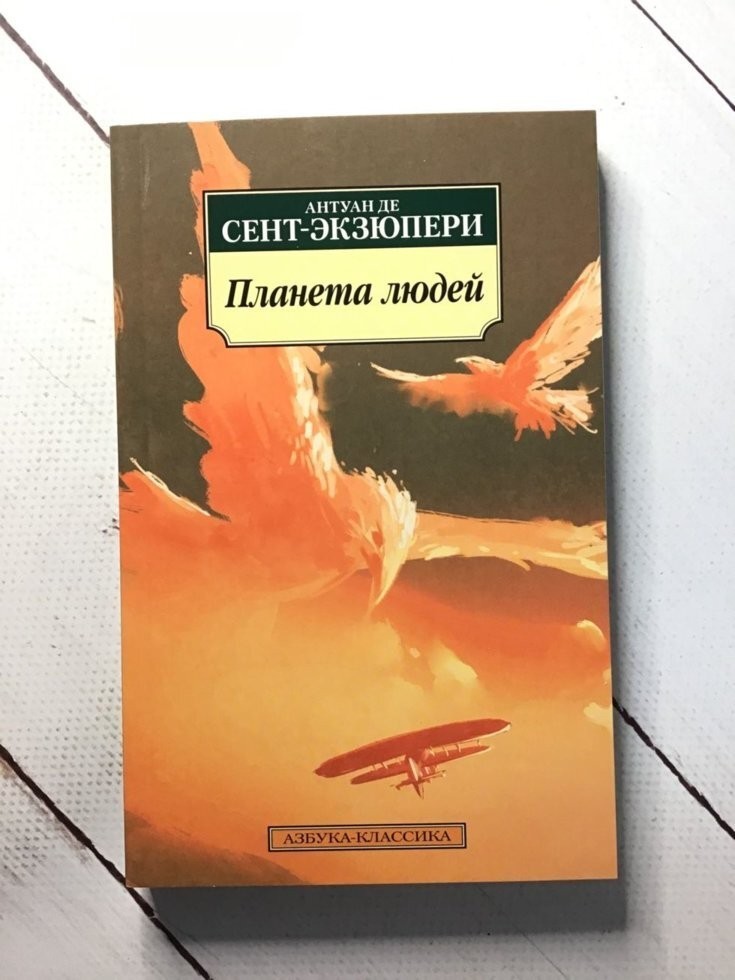 АНТУАН ДЕ
СЕНТ-ЭКЗЮПЕРИ
Планета людей
АЗБУКА-КЛАССИКА